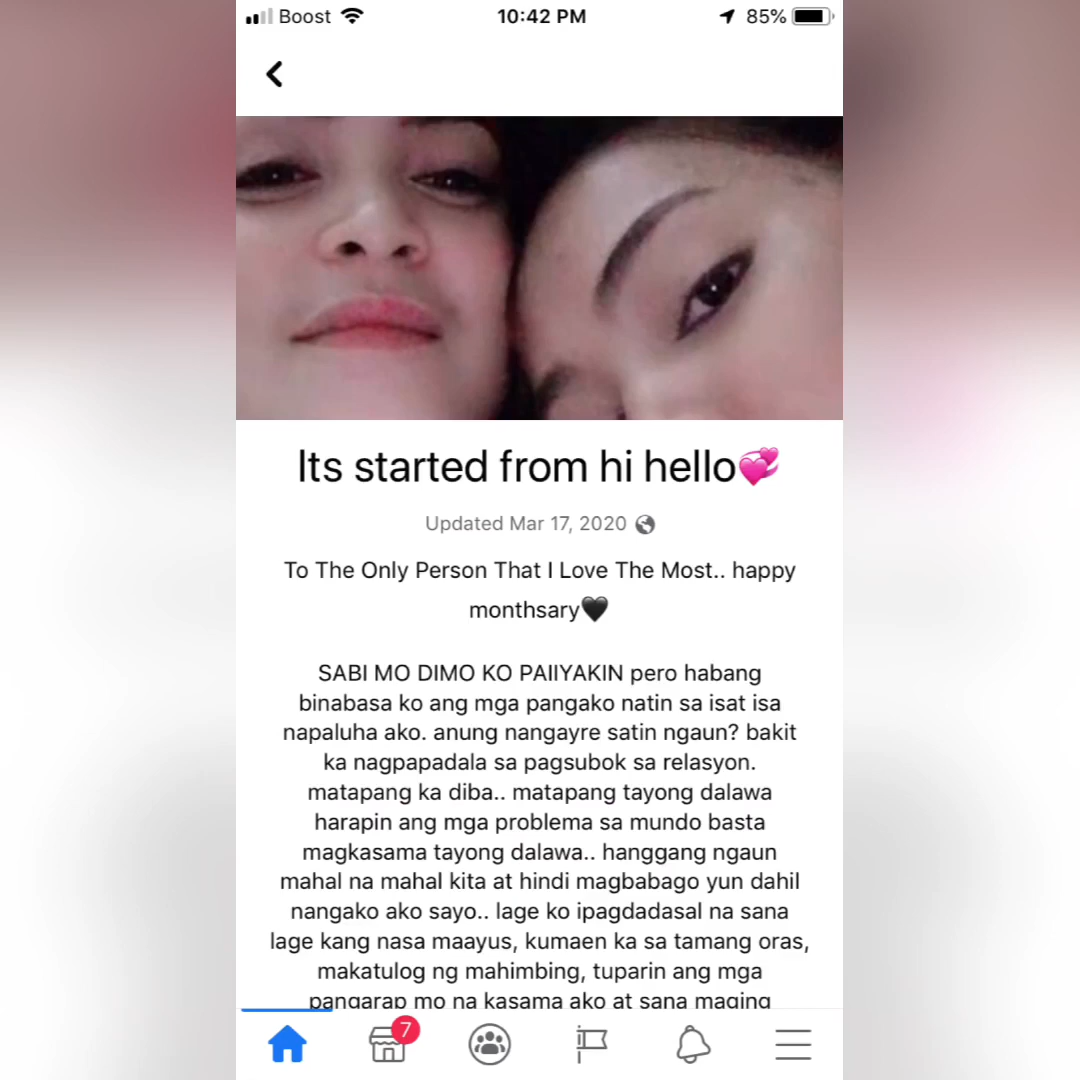 Boost 10:42 PM 85%
Its started from hi hello💞
Updated Mar 17, 2020
To The Only Person That I Love The Most.. happy
monthsary🖤
SABI MO DIMO KO PAIIYAKIN pero habang
binabasa ko ang mga pangako natin sa isat isa
napaluha ako. anung nangayre satin ngaun? bakit
ka nagpapadala sa pagsubok sa relasyon.
matapang ka diba.. matapang tayong dalawa
harapin ang mga problema sa mundo basta
magkasama tayong dalawa.. hanggang ngaun
mahal na mahal kita at hindi magbabago yun dahil
nangako ako sayo.. lage ko ipagdadasal na sana
lage kang nasa maayus, kumaen ka sa tamang oras,
makatulog ng mahimbing, tuparin ang mga
pangarap mo na kasama ako at sana maging
7